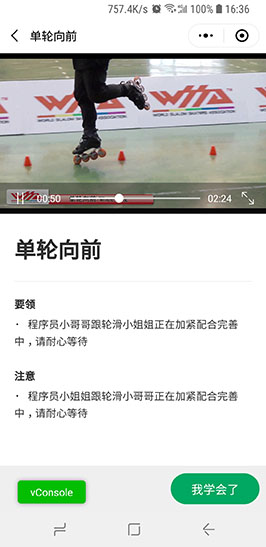 757.4K/s 100% 16:36
单轮向前
WORLD SLALOM SKATERS ASSOCIATION
00:50
02:24
单轮向前
要领
· 程序员小哥哥跟轮滑小姐姐正在加紧配合完善
中，请耐心等待
注意
· 程序员小姐姐跟轮滑小哥哥正在加紧配合完善
中，请耐心等待
vConsole
我学会了